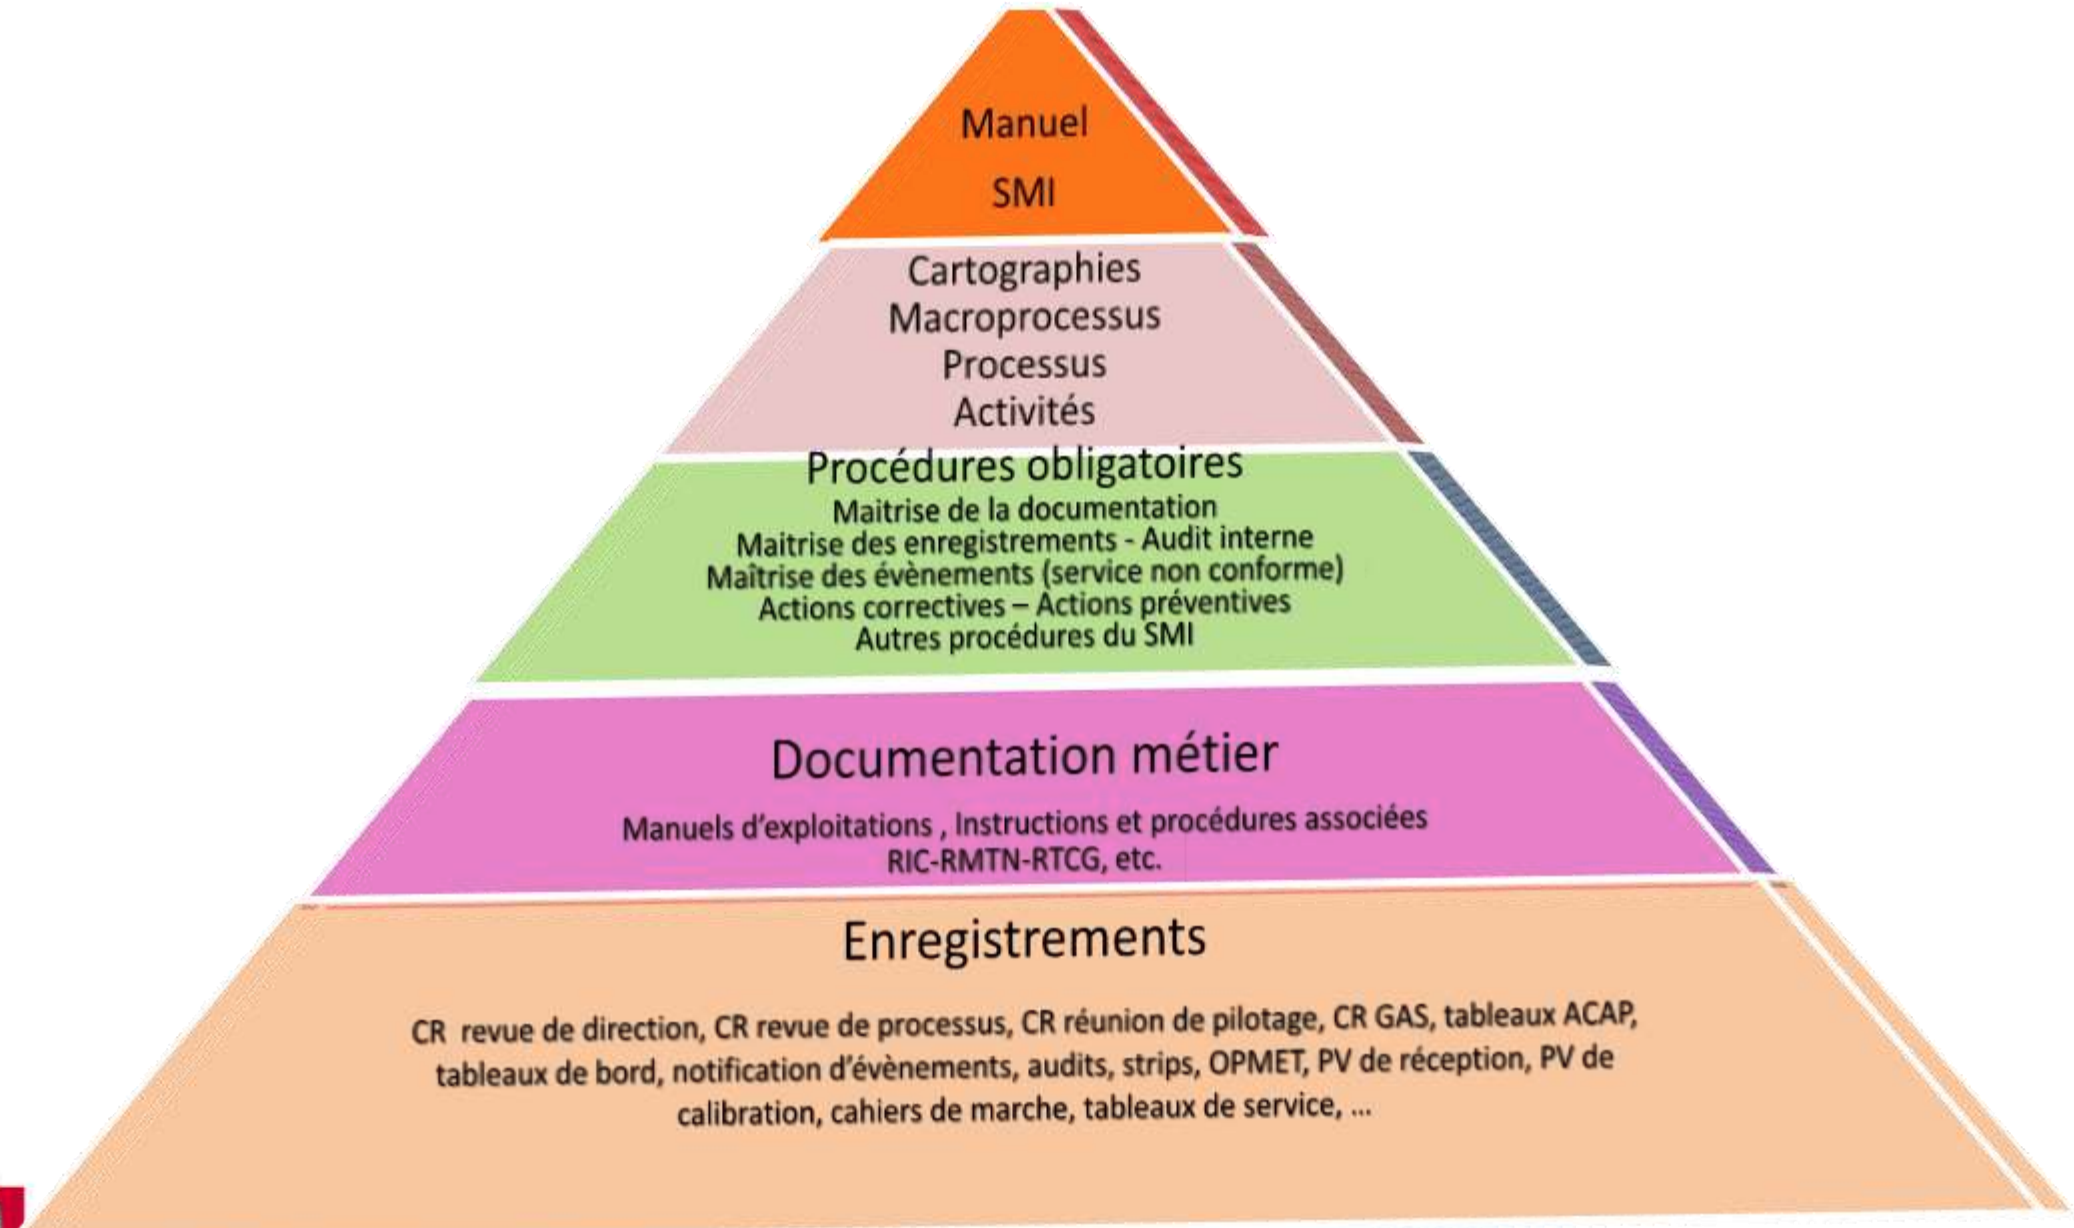 Manuel
SMI
Cartographies
Macroprocessus
Processus
Activités
Procédures obligatoires
Maitrise de la documentation
Maitrise des enregistrements - Audit interne
Maîtrise des évènements (service non conforme)
Actions correctives – Actions préventives
Autres procédures du SMI
Documentation métier
Manuels d'exploitations , Instructions et procédures associées
RIC-RMTN-RTCG, etc.
Enregistrements
CR  revue de direction, CR revue de processus, CR réunion de pilotage, CR GAS, tableaux ACAP,
tableaux de bord, notification d'évènements, audits, strips, OPMET, PV de réception, PV de
calibration, cahiers de marche, tableaux de service, ...